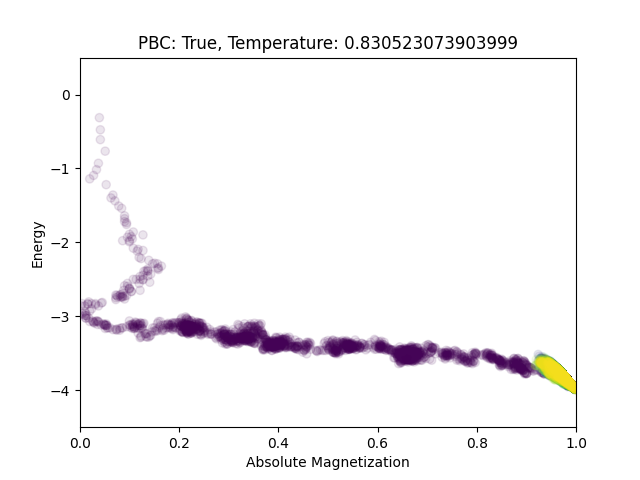 PBC: True, Temperature: 0.830523073903999
0
−1
−2
−3
−4
Energy
0.0 0.2 0.4 0.6 0.8 1.0
Absolute Magnetization